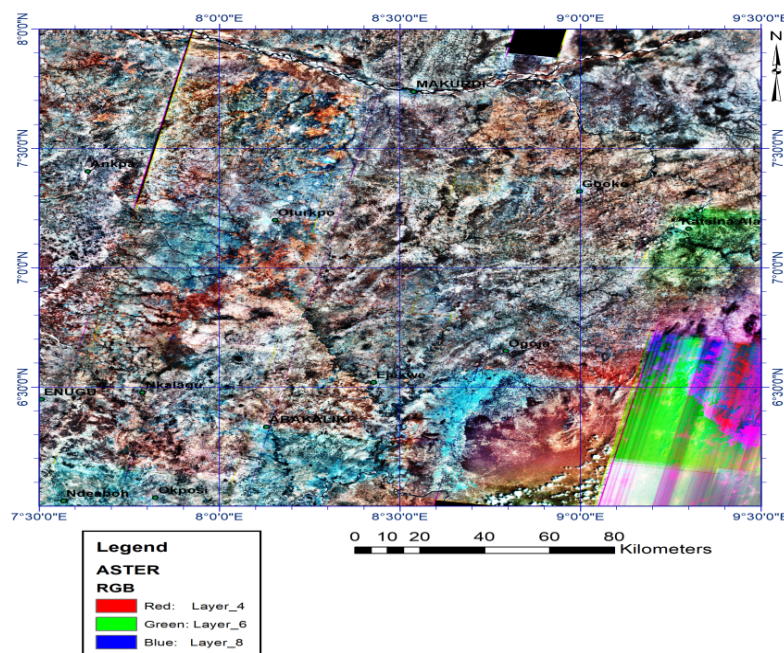 8°0'0"E 8°30'0"E 9°0'0"E 9°30'0"E
8°0'0"N
8°0'0"N
N
MAKURDI
7°30'0"N
7°30'0"N
Ankpa
Gboko
Oturkpo
Katsina Ala
7°0'0"N
7°0'0"N
Ogoja
Ejekwe
6°30'0"N
6°30'0"N
ENUGU
Nkalagu
ABAKALIKI
Ndeaboh
Okposi
7°30'0"E 8°0'0"E 8°30'0"E 9°0'0"E 9°30'0"E
Legend
ASTER
RGB
Red: Layer_4
Green: Layer_6
Blue: Layer_8
0 10 20 40 60 80
Kilometers